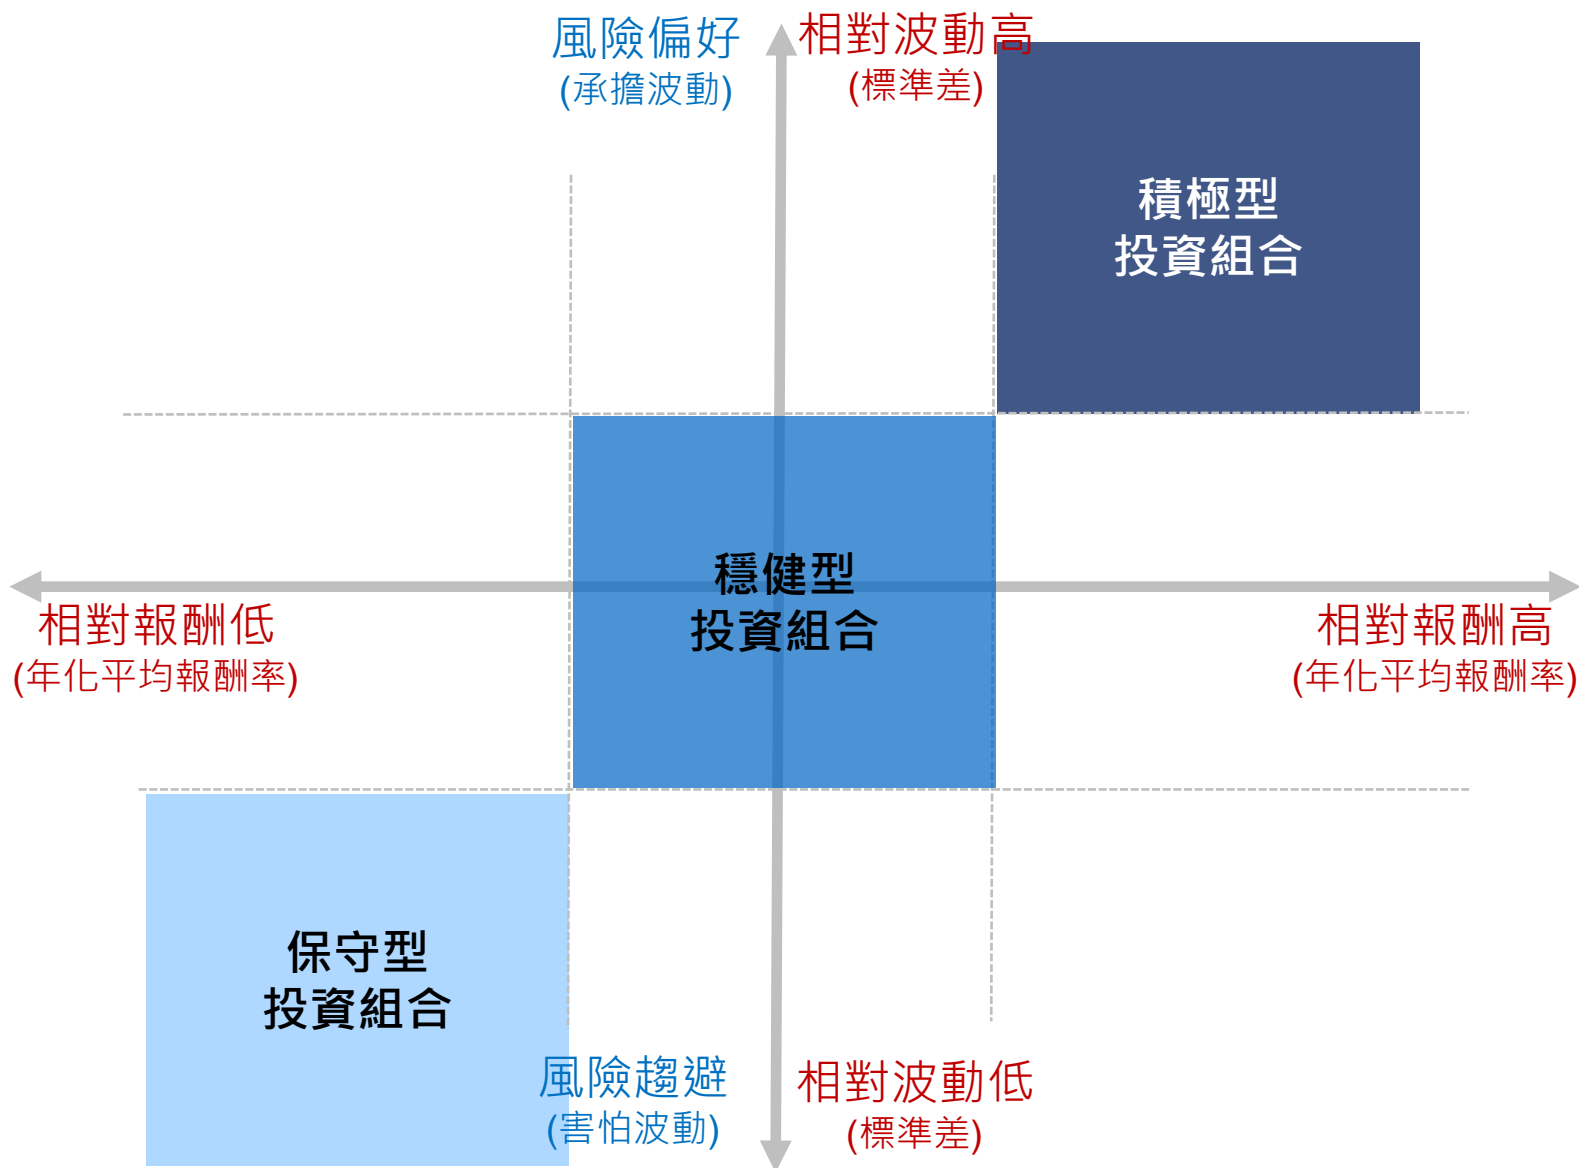 風險偏好
(承擔波動)
相對波動高
(標準差)
積極型
投資組合
穩健型
投資組合
相對報酬低
(年化平均報酬率)
相對報酬高
(年化平均報酬率)
保守型
投資組合
風險趨避
(害怕波動)
相對波動低
(標準差)